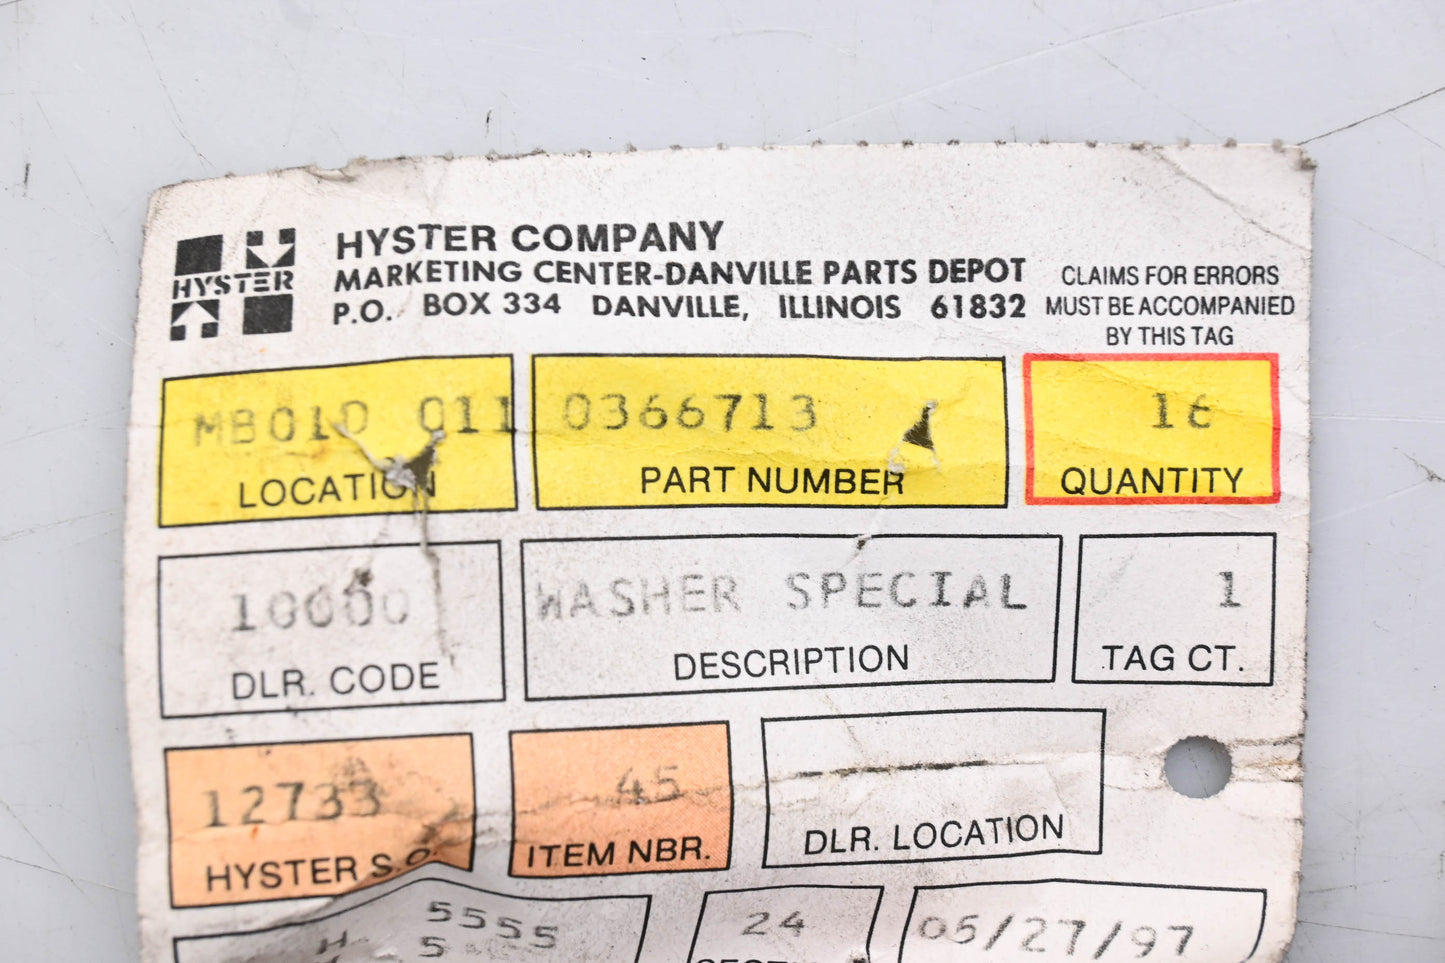 HYSTER
HYSTER COMPANY
MARKETING CENTER-DANVILLE PARTS DEPOT
P.O. BOX 334 DANVILLE, ILLINOIS 61832
CLAIMS FOR ERRORS
MUST BE ACCOMPANIED
BY THIS TAG
MB01D 011
LOCATION
0366713
PART NUMBER
16
QUANTITY
10000
DLR. CODE
WASHER SPECIAL
DESCRIPTION
1
TAG CT.
12733
HYSTER S.O.
45
ITEM NBR.
DLR. LOCATION
5555
H
5
24
05/27/97